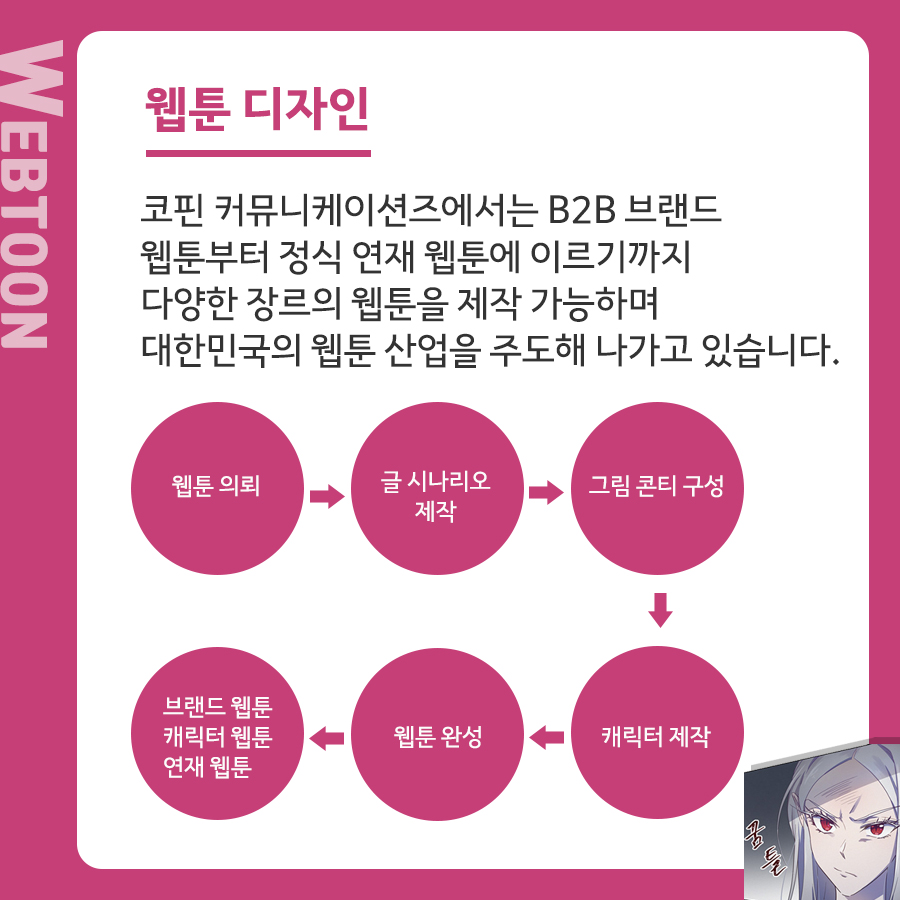 WEBTOON
웹툰 디자인
코핀 커뮤니케이션즈에서는 B2B 브랜드
웹툰부터 정식 연재 웹툰에 이르기까지
다양한 장르의 웹툰을 제작 가능하며
대한민국의 웹툰 산업을 주도해 나가고 있습니다.
웹툰 의뢰
글 시나리오
제작
그림 콘티 구성
캐릭터 제작
웹툰 완성
브랜드 웹툰
캐릭터 웹툰
연재 웹툰
꿈틀